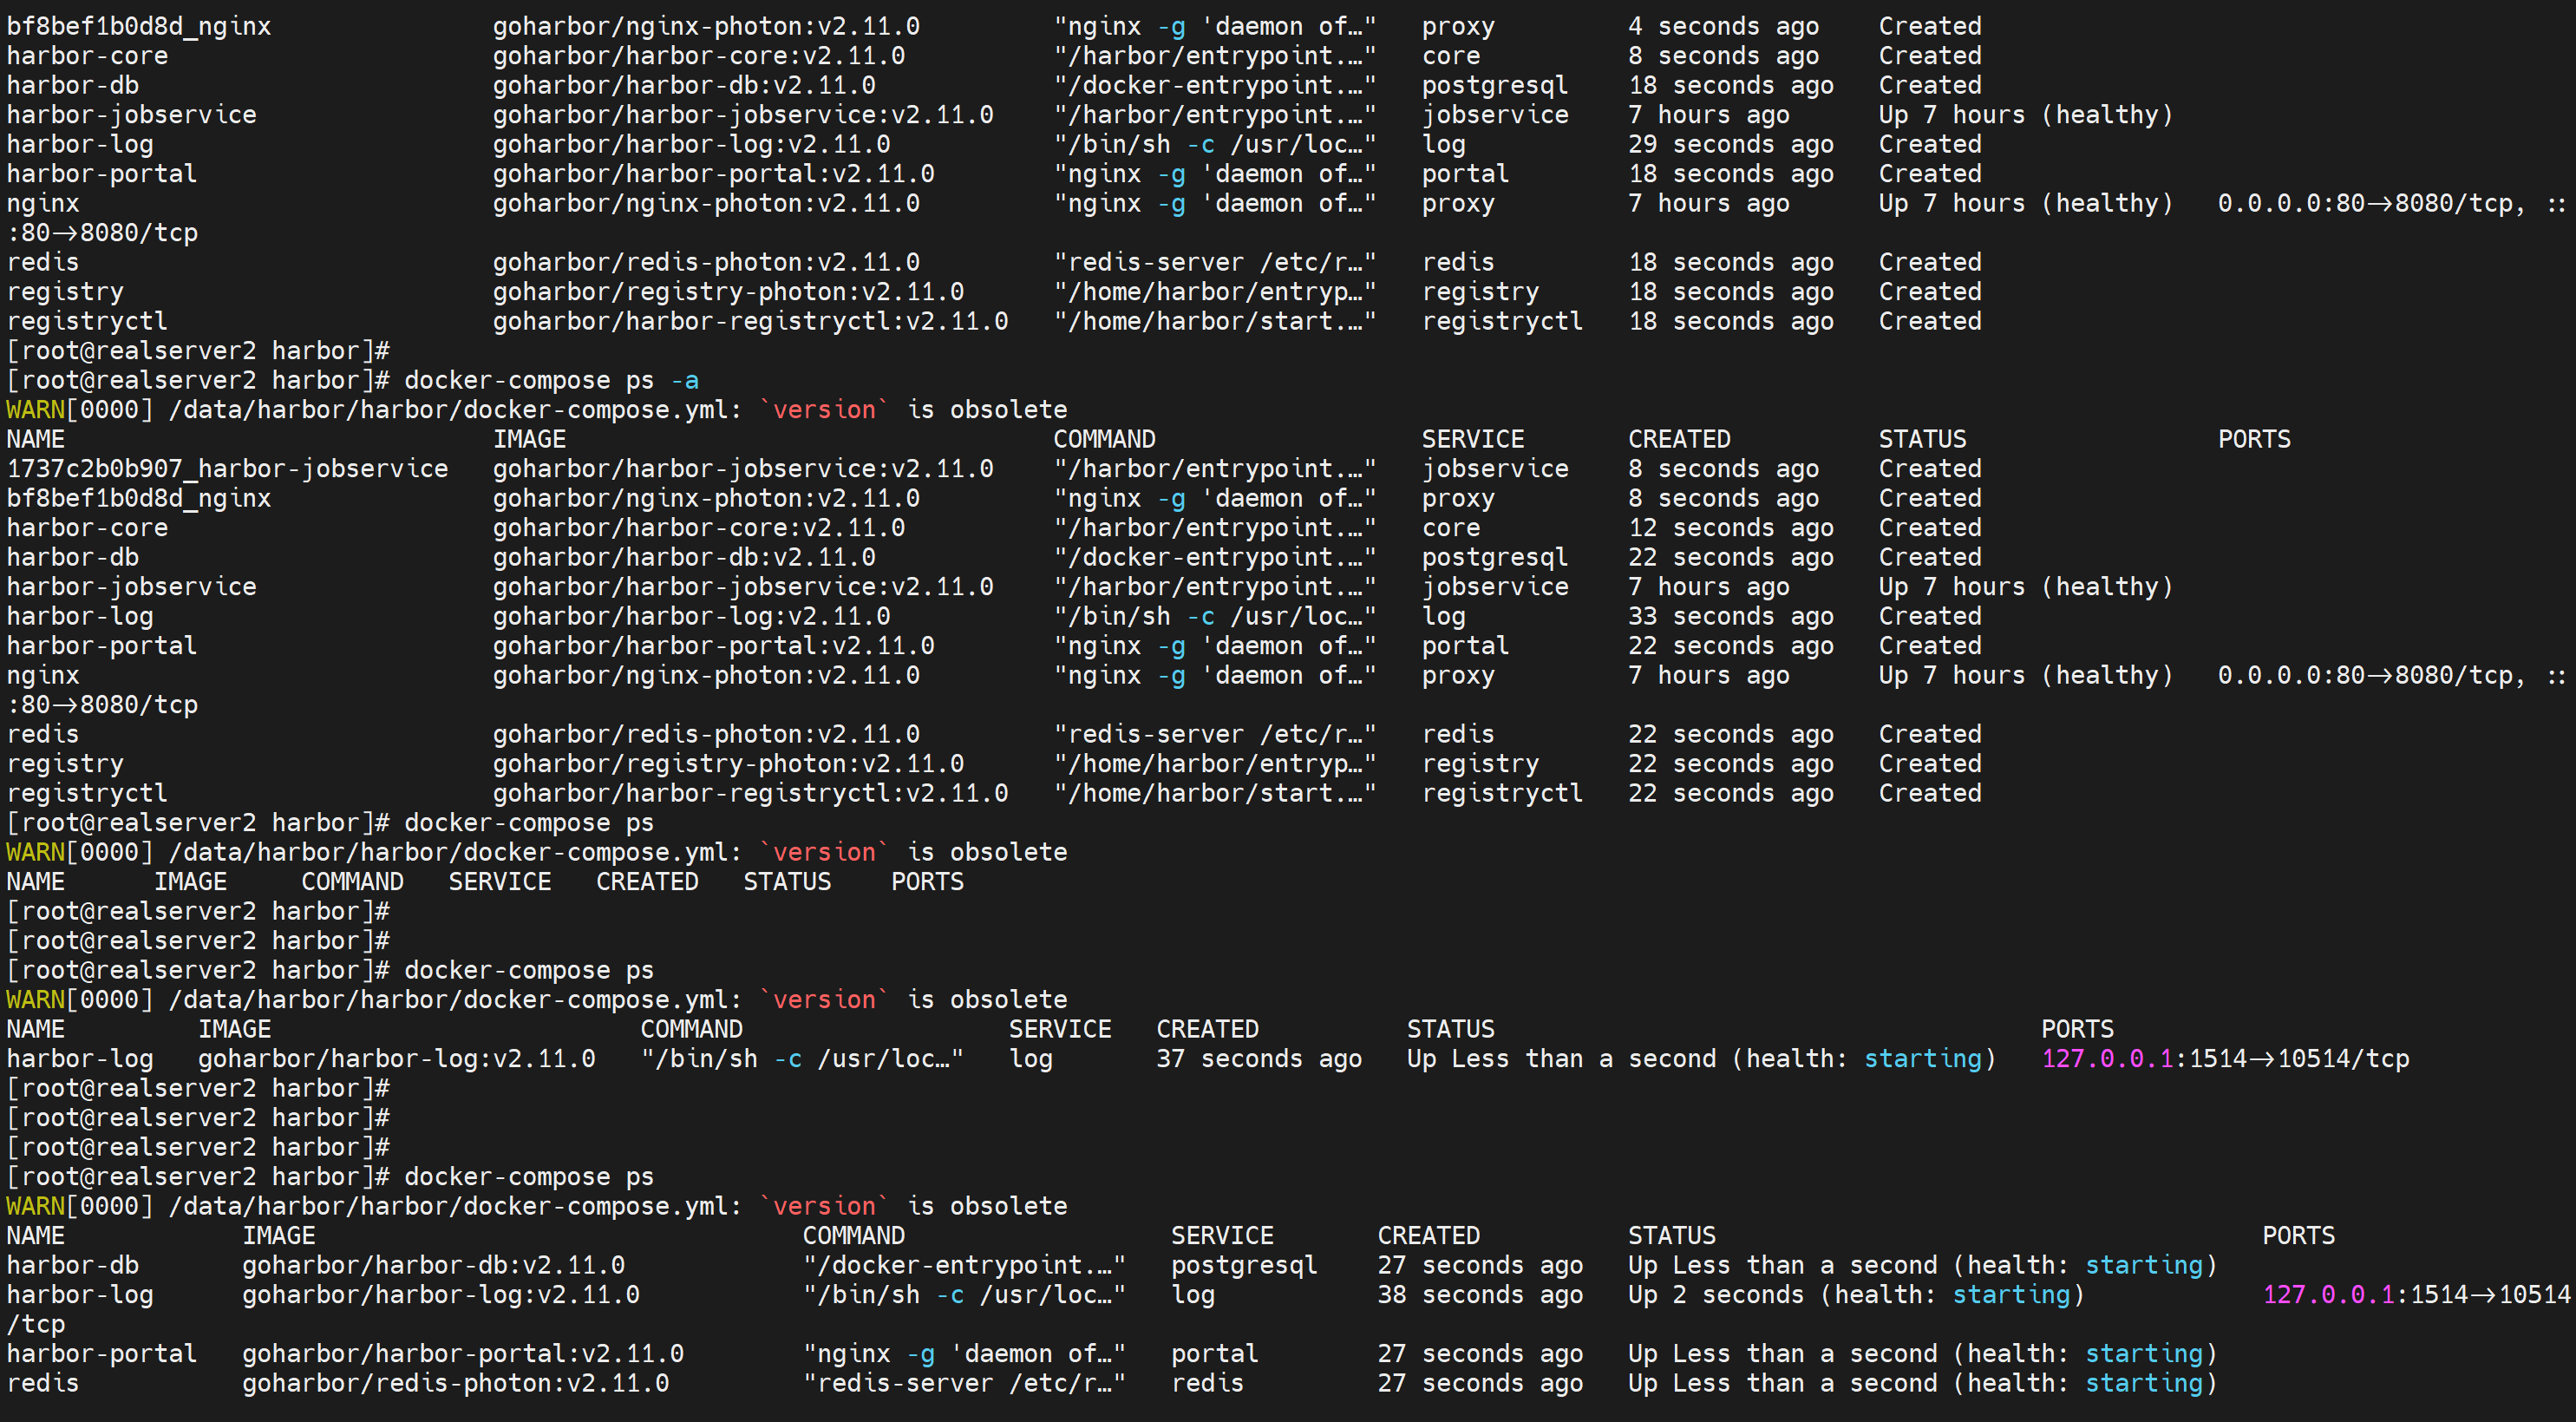 bf8bef1b0d8d_nginx goharbor/nginx-photon:v2.11.0 "nginx -g 'daemon of…" proxy 4 seconds ago Created
harbor-core goharbor/harbor-core:v2.11.0 "/harbor/entrypoint.…" core 8 seconds ago Created
harbor-db goharbor/harbor-db:v2.11.0 "/docker-entrypoint.…" postgresql 18 seconds ago Created
harbor-jobservice goharbor/harbor-jobservice:v2.11.0 "/harbor/entrypoint.…" jobservice 7 hours ago Up 7 hours (healthy)
harbor-log goharbor/harbor-log:v2.11.0 "/bin/sh -c /usr/loc…" log 29 seconds ago Created
harbor-portal goharbor/harbor-portal:v2.11.0 "nginx -g 'daemon of…" portal 18 seconds ago Created
nginx goharbor/nginx-photon:v2.11.0 "nginx -g 'daemon of…" proxy 7 hours ago Up 7 hours (healthy) 0.0.0.0:80->8080/tcp, ::
:80->8080/tcp
redis goharbor/redis-photon:v2.11.0 "redis-server /etc/r…" redis 18 seconds ago Created
registry goharbor/registry-photon:v2.11.0 "/home/harbor/entryp…" registry 18 seconds ago Created
registryctl goharbor/harbor-registryctl:v2.11.0 "/home/harbor/start.…" registryctl 18 seconds ago Created
[root@realserver2 harbor]#
[root@realserver2 harbor]# docker-compose ps -a
WARN[0000] /data/harbor/harbor/docker-compose.yml: `version` is obsolete
NAME IMAGE COMMAND SERVICE CREATED STATUS PORTS
1737c2b0b907_harbor-jobservice goharbor/harbor-jobservice:v2.11.0 "/harbor/entrypoint.…" jobservice 8 seconds ago Created
bf8bef1b0d8d_nginx goharbor/nginx-photon:v2.11.0 "nginx -g 'daemon of…" proxy 8 seconds ago Created
harbor-core goharbor/harbor-core:v2.11.0 "/harbor/entrypoint.…" core 12 seconds ago Created
harbor-db goharbor/harbor-db:v2.11.0 "/docker-entrypoint.…" postgresql 22 seconds ago Created
harbor-jobservice goharbor/harbor-jobservice:v2.11.0 "/harbor/entrypoint.…" jobservice 7 hours ago Up 7 hours (healthy)
harbor-log goharbor/harbor-log:v2.11.0 "/bin/sh -c /usr/loc…" log 33 seconds ago Created
harbor-portal goharbor/harbor-portal:v2.11.0 "nginx -g 'daemon of…" portal 22 seconds ago Created
nginx goharbor/nginx-photon:v2.11.0 "nginx -g 'daemon of…" proxy 7 hours ago Up 7 hours (healthy) 0.0.0.0:80->8080/tcp, ::
:80->8080/tcp
redis goharbor/redis-photon:v2.11.0 "redis-server /etc/r…" redis 22 seconds ago Created
registry goharbor/registry-photon:v2.11.0 "/home/harbor/entryp…" registry 22 seconds ago Created
registryctl goharbor/harbor-registryctl:v2.11.0 "/home/harbor/start.…" registryctl 22 seconds ago Created
[root@realserver2 harbor]# docker-compose ps
WARN[0000] /data/harbor/harbor/docker-compose.yml: `version` is obsolete
NAME IMAGE COMMAND SERVICE CREATED STATUS PORTS
[root@realserver2 harbor]#
[root@realserver2 harbor]#
[root@realserver2 harbor]# docker-compose ps
WARN[0000] /data/harbor/harbor/docker-compose.yml: `version` is obsolete
NAME IMAGE COMMAND SERVICE CREATED STATUS PORTS
harbor-log goharbor/harbor-log:v2.11.0 "/bin/sh -c /usr/loc…" log 37 seconds ago Up Less than a second (health: starting) 127.0.0.1:1514->10514/tcp
[root@realserver2 harbor]#
[root@realserver2 harbor]#
[root@realserver2 harbor]#
[root@realserver2 harbor]# docker-compose ps
WARN[0000] /data/harbor/harbor/docker-compose.yml: `version` is obsolete
NAME IMAGE COMMAND SERVICE CREATED STATUS PORTS
harbor-db goharbor/harbor-db:v2.11.0 "/docker-entrypoint.…" postgresql 27 seconds ago Up Less than a second (health: starting)
harbor-log goharbor/harbor-log:v2.11.0 "/bin/sh -c /usr/loc…" log 38 seconds ago Up 2 seconds (health: starting) 127.0.0.1:1514->10514
/tcp
harbor-portal goharbor/harbor-portal:v2.11.0 "nginx -g 'daemon of…" portal 27 seconds ago Up Less than a second (health: starting)
redis goharbor/redis-photon:v2.11.0 "redis-server /etc/r…" redis 27 seconds ago Up Less than a second (health: starting)